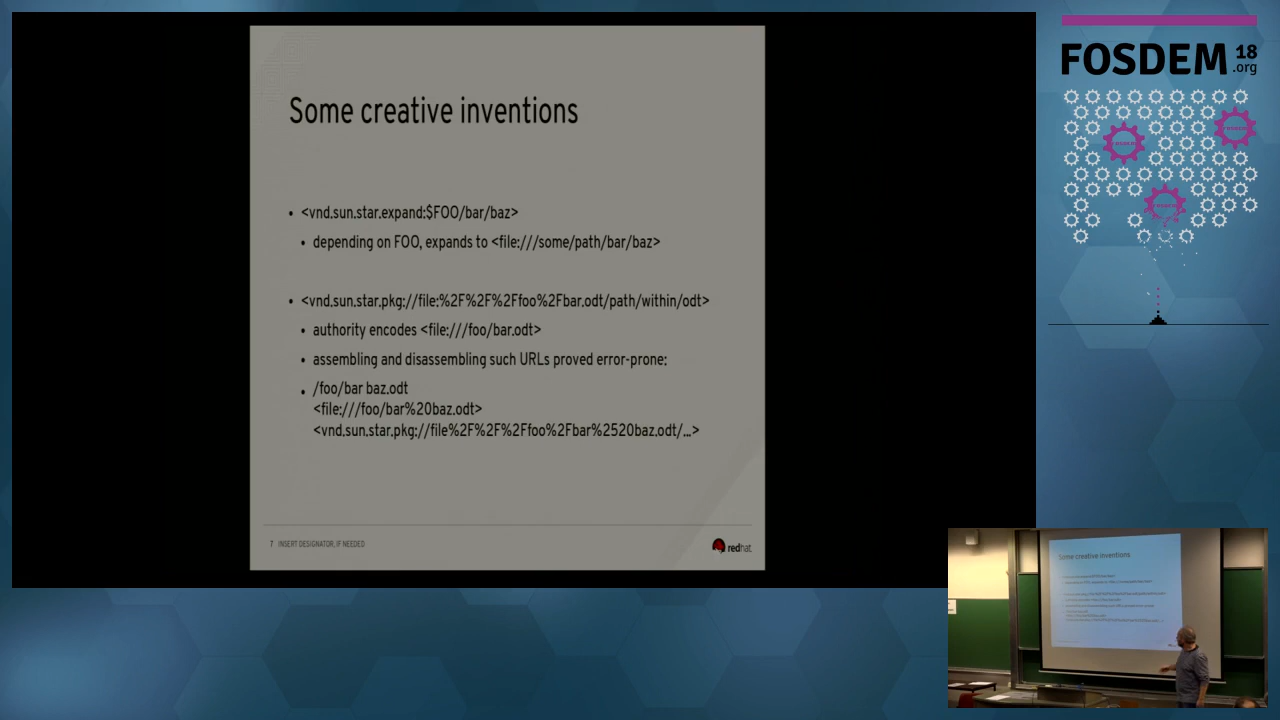 Some creative inventions
• <vnd.sun.star.expand:$FOO/bar/baz>
• depending on FOO, expands to <file:///some/path/bar/baz>
• <vnd.sun.star.pkg://file:%2F%2F%2Ffoo%2Fbar.odt/path/within/odt>
• authority encodes <file:///foo/bar.odt>
• assembling and disassembling such URLs proved error-prone:
• /foo/bar baz.odt
<file:///foo/bar%20baz.odt>
<vnd.sun.star.pkg://file%2F%2F%2Ffoo%2Fbar%2520baz.odt/...>
7 INSERT DESIGNATOR, IF NEEDED
redhat
FOSDEM 18
.org
Some creative inventions